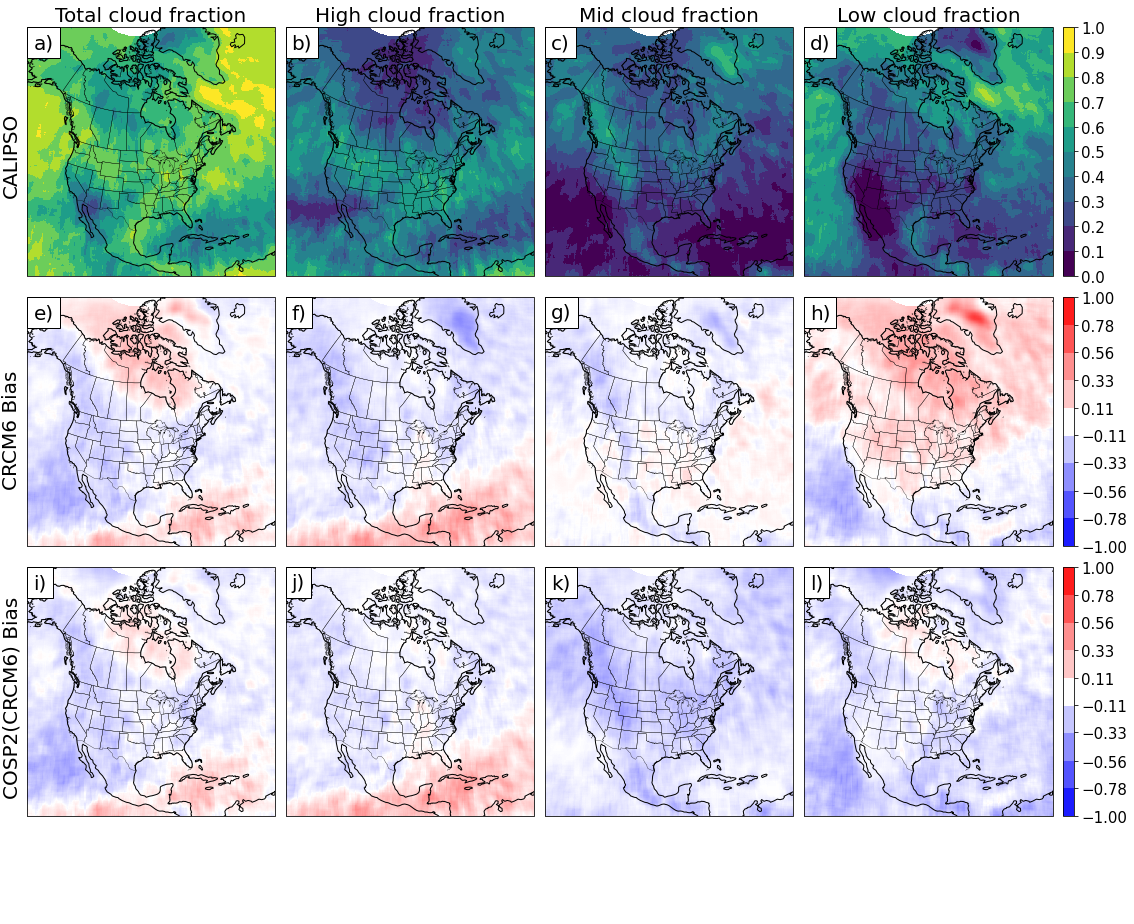 Total cloud fraction
High cloud fraction
Mid cloud fraction
Low cloud fraction
CALIPSO
a)
b)
c)
d)
1.0
0.9
0.8
0.7
0.6
0.5
0.4
0.3
0.2
0.1
0.0
CRCM6 Bias
e)
f)
g)
h)
1.00
0.78
0.56
0.33
0.11
−0.11
−0.33
−0.56
−0.78
−1.00
COSP2(CRCM6) Bias
i)
j)
k)
l)
1.00
0.78
0.56
0.33
0.11
−0.11
−0.33
−0.56
−0.78
−1.00